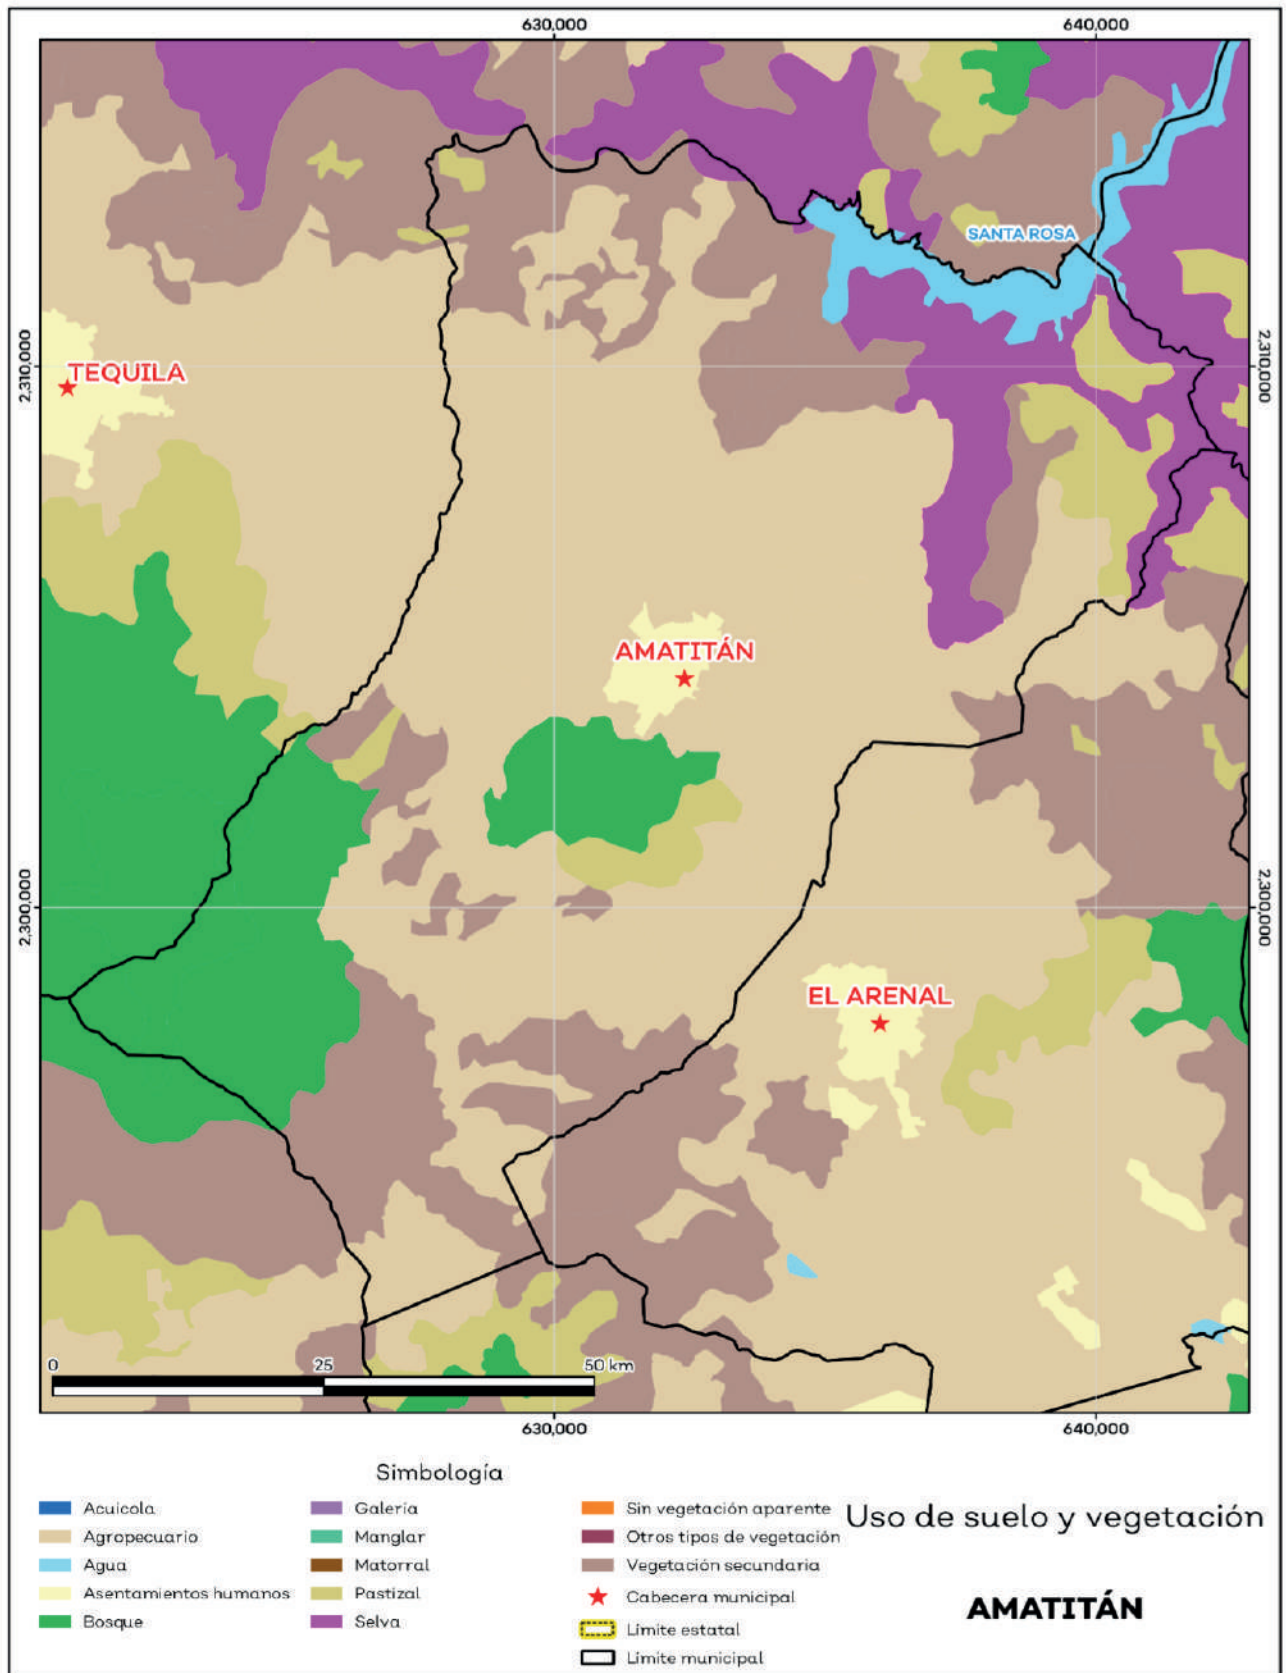 630,000 640,000
SANTA ROSA
2,310,000 2,310,000
TEQUILA
AMATITÁN
2,300,000 2,300,000
EL ARENAL
0 25 50 km
630,000 640,000
Simbología
Acuícola
Agropecuario
Agua
Asentamientos humanos
Bosque
Galería
Manglar
Matorral
Pastizal
Selva
Sin vegetación aparente
Otros tipos de vegetación
Vegetación secundaria
Cabecera municipal
Límite estatal
Límite municipal
Uso de suelo y vegetación
AMATITÁN